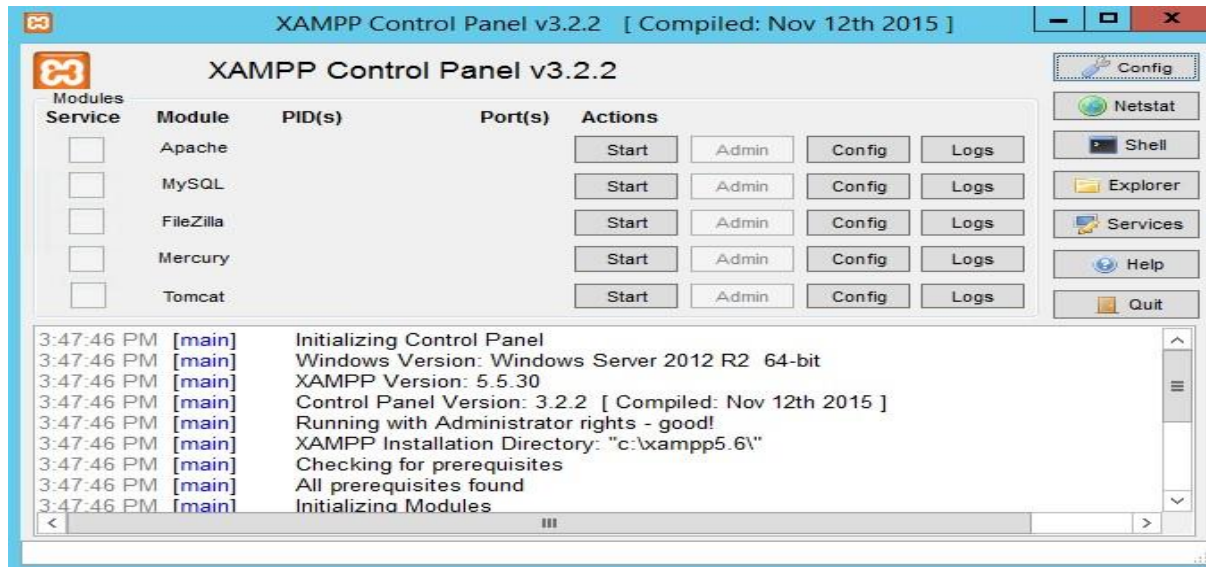 XAMPP Control Panel v3.2.2 [ Compiled: Nov 12th 2015 ]
XAMPP Control Panel v3.2.2
Config
Modules
Netstat
Service Module PID(s) Port(s) Actions
Apache Start Admin Config Logs
Shell
MySQL Start Admin Config Logs
Explorer
FileZilla Start Admin Config Logs
Services
Mercury Start Admin Config Logs
Help
Tomcat Start Admin Config Logs
Quit
3:47:46 PM [main] Initializing Control Panel
3:47:46 PM [main] Windows Version: Windows Server 2012 R2 64-bit
3:47:46 PM [main] XAMPP Version: 5.5.30
3:47:46 PM [main] Control Panel Version: 3.2.2 [ Compiled: Nov 12th 2015 ]
3:47:46 PM [main] Running with Administrator rights - good!
3:47:46 PM [main] XAMPP Installation Directory: "c:\xampp5.6\"
3:47:46 PM [main] Checking for prerequisites
3:47:46 PM [main] All prerequisites found
3:47:46 PM [main] Initializing Modules